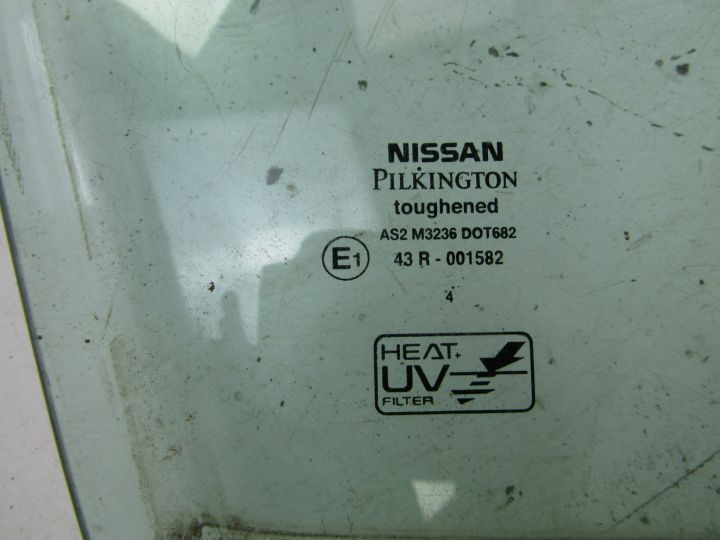 NISSAN
PILKINGTON
toughened
AS2 M3236 DOT682
E1 43 R - 001582
4
HEAT
UV
FILTER